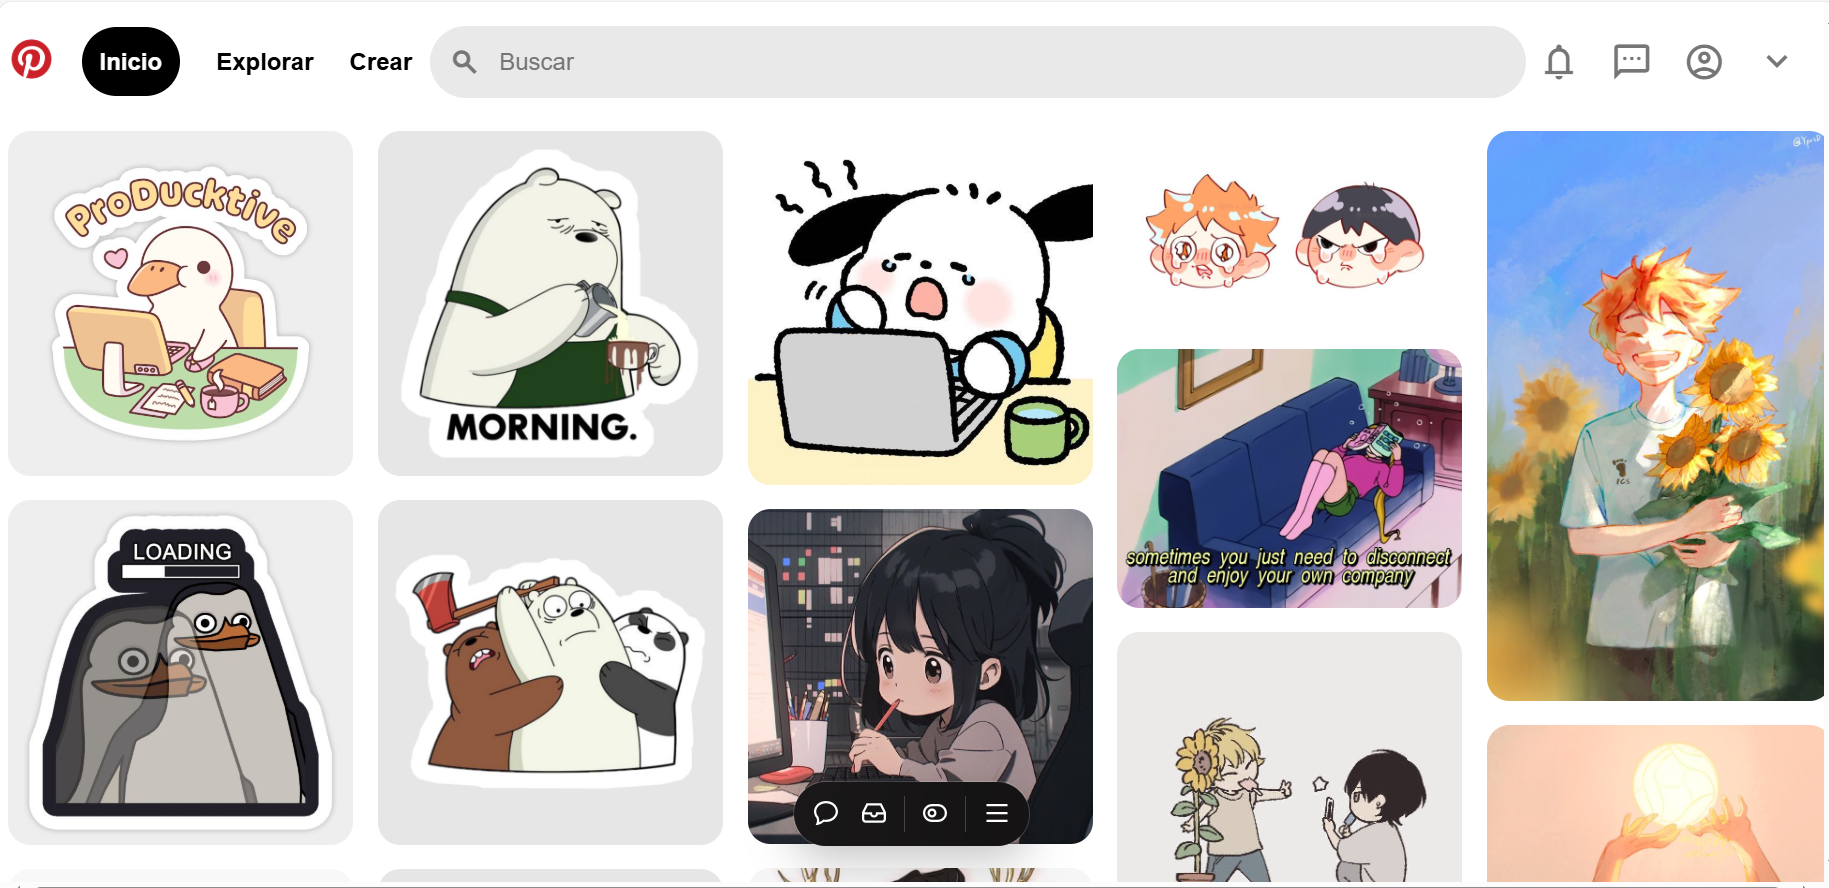 Inicio
Explorar
Crear
Buscar
ProDucktive
MORNING.
sometimes you just need to disconnect
and enjoy your own company
LOADING